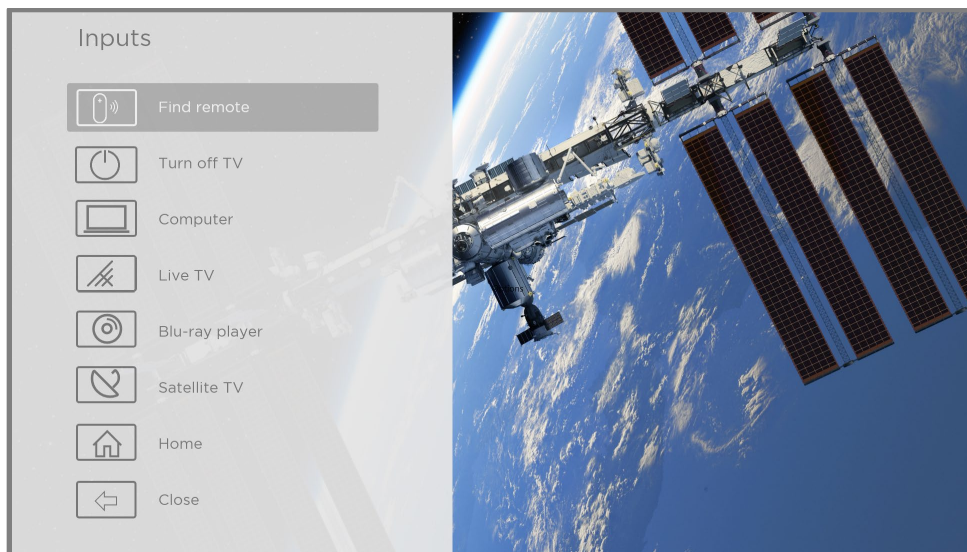 Inputs
Find remote
Turn off TV
Computer
Live TV
Blu-ray player
Satellite TV
Home
Close